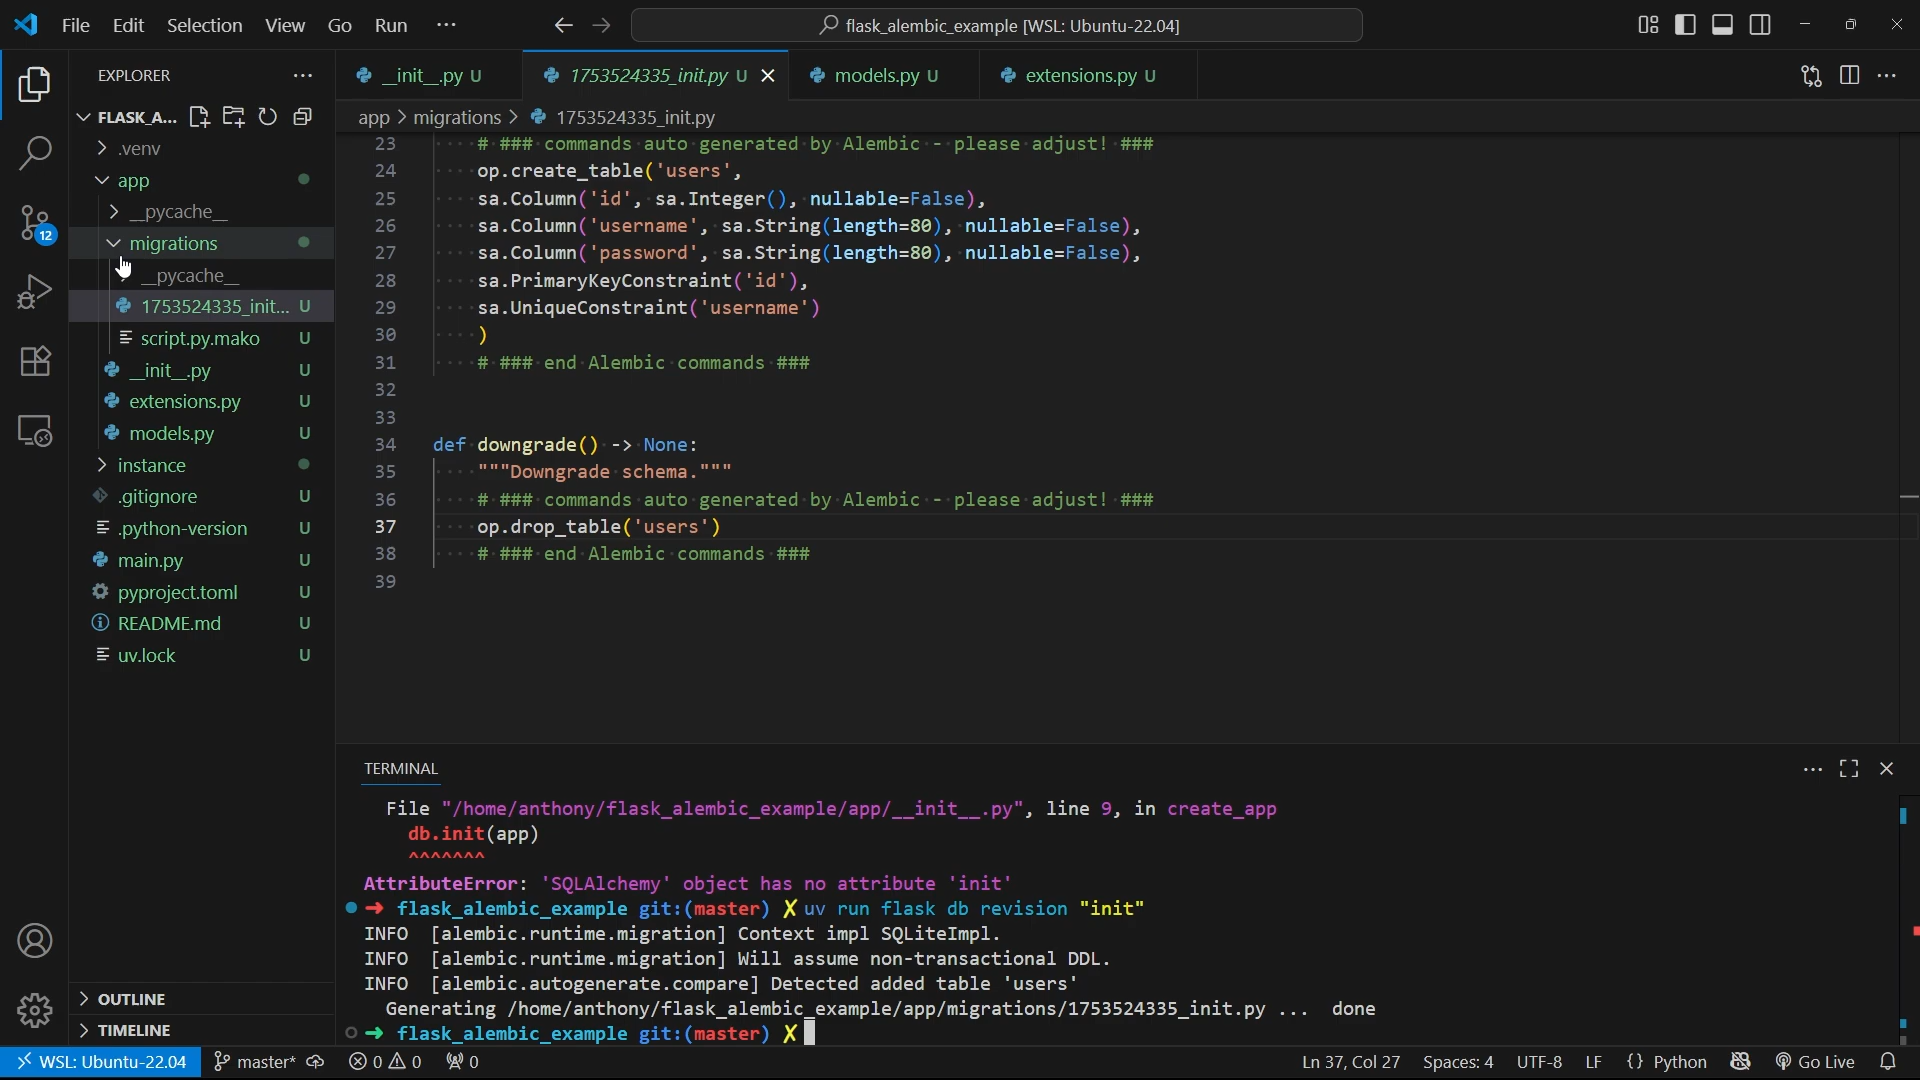 File Edit Selection View Go Run ···
flask_alembic_example [WSL: Ubuntu-22.04]
EXPLORER
FLASK_A...
.venv
app
__pycache__
migrations
__pycache__
1753524335_init... U
script.py.mako U
__init__.py U
extensions.py U
models.py U
instance
.gitignore U
.python-version U
main.py U
pyproject.toml U
README.md U
uv.lock U
OUTLINE
TIMELINE
12
__init__.py U
1753524335_init.py U
models.py U
extensions.py U
app > migrations > 1753524335_init.py
23 # ### commands auto generated by Alembic - please adjust! ###
24 op.create_table('users',
25 sa.Column('id', sa.Integer(), nullable=False),
26 sa.Column('username', sa.String(length=80), nullable=False),
27 sa.Column('password', sa.String(length=80), nullable=False),
28 sa.PrimaryKeyConstraint('id'),
29 sa.UniqueConstraint('username')
30 )
31 # ### end Alembic commands ###
32
33
34 def downgrade() -> None:
35 """Downgrade schema."""
36 # ### commands auto generated by Alembic - please adjust! ###
37 op.drop_table('users')
38 # ### end Alembic commands ###
39
TERMINAL
File "/home/anthony/flask_alembic_example/app/__init__.py", line 9, in create_app
db.init(app)
^^^^^^^
AttributeError: 'SQLAlchemy' object has no attribute 'init'
➜ flask_alembic_example git:(master) ✗ uv run flask db revision "init"
INFO [alembic.runtime.migration] Context impl SQLiteImpl.
INFO [alembic.runtime.migration] Will assume non-transactional DDL.
INFO [alembic.autogenerate.compare] Detected added table 'users'
Generating /home/anthony/flask_alembic_example/app/migrations/1753524335_init.py ... done
➜ flask_alembic_example git:(master) ✗
WSL: Ubuntu-22.04 master* 0 0 0 Ln 37, Col 27 Spaces: 4 UTF-8 LF {} Python Go Live